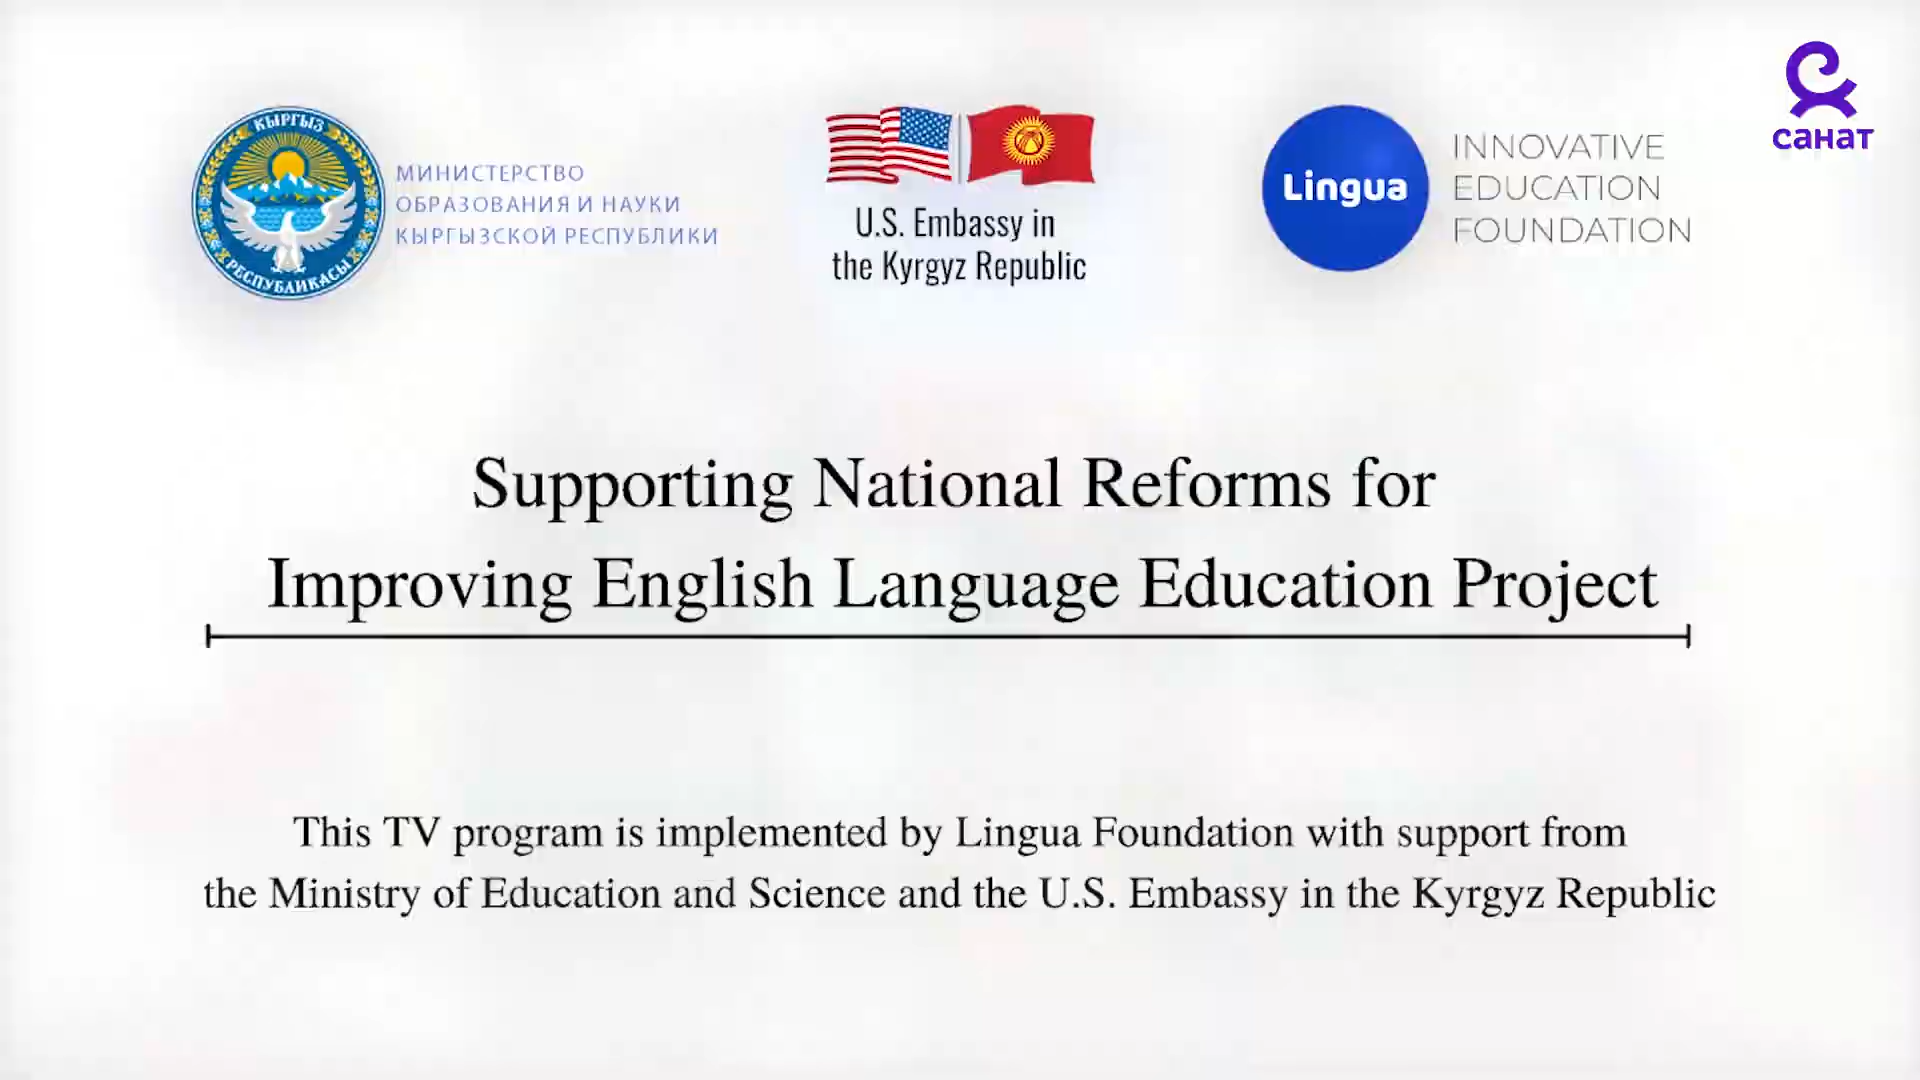 КЫРГЫЗ
РЕСПУБЛИКАСЫ
МИНИСТЕРСТВО
ОБРАЗОВАНИЯ И НАУКИ
КЫРГЫЗСКОЙ РЕСПУБЛИКИ
U.S. Embassy in
the Kyrgyz Republic
Lingua
INNOVATIVE
EDUCATION
FOUNDATION
санат
Supporting National Reforms for
Improving English Language Education Project
This TV program is implemented by Lingua Foundation with support from
the Ministry of Education and Science and the U.S. Embassy in the Kyrgyz Republic